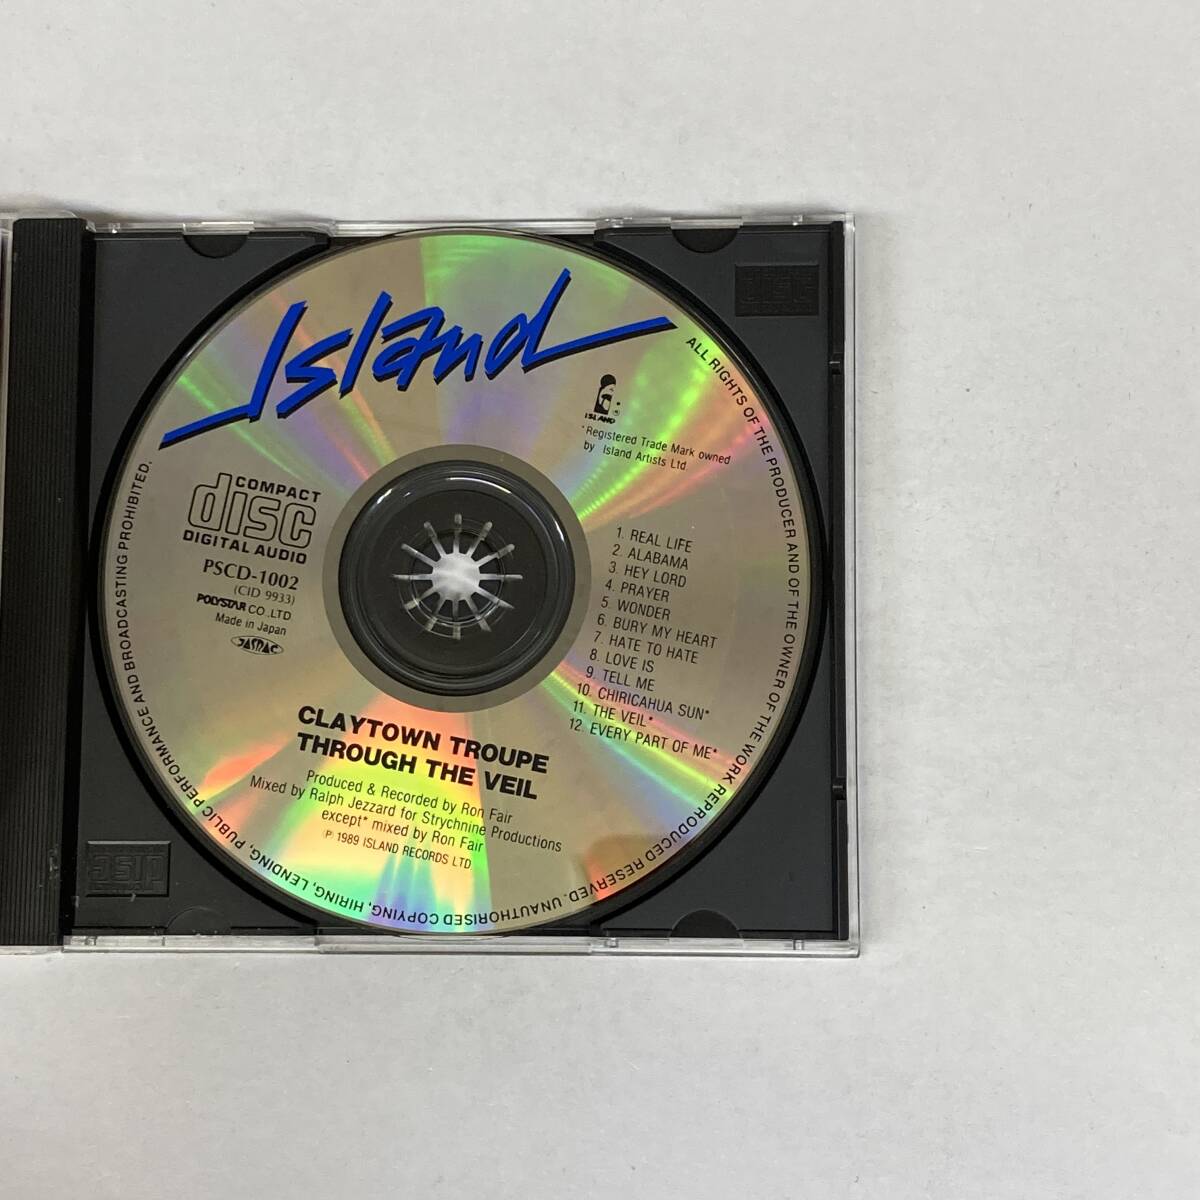 Island
ISLAND
*Registered Trade Mark owned
by Island Artists Ltd.
COMPACT
disc
DIGITAL AUDIO
PSCD-1002
(CID 9933)
POLYSTAR CO.,LTD
Made in Japan
JASRAC
1. REAL LIFE
2. ALABAMA
3. HEY LORD
4. PRAYER
5. WONDER
6. BURY MY HEART
7. HATE TO HATE
8. LOVE IS
9. TELL ME
10. CHIRICAHUA SUN*
11. THE VEIL*
12. EVERY PART OF ME*
CLAYTOWN TROUPE
THROUGH THE VEIL
Produced & Recorded by Ron Fair
Mixed by Ralph Jezzard for Strychnine Productions
except* mixed by Ron Fair
Ⓟ 1989 ISLAND RECORDS LTD.
ALL RIGHTS OF THE PRODUCER AND OF THE OWNER OF THE WORK REPRODUCED RESERVED. UNAUTHORISED COPYING, HIRING, LENDING, PUBLIC PERFORMANCE AND BROADCASTING PROHIBITED.
disc
disc